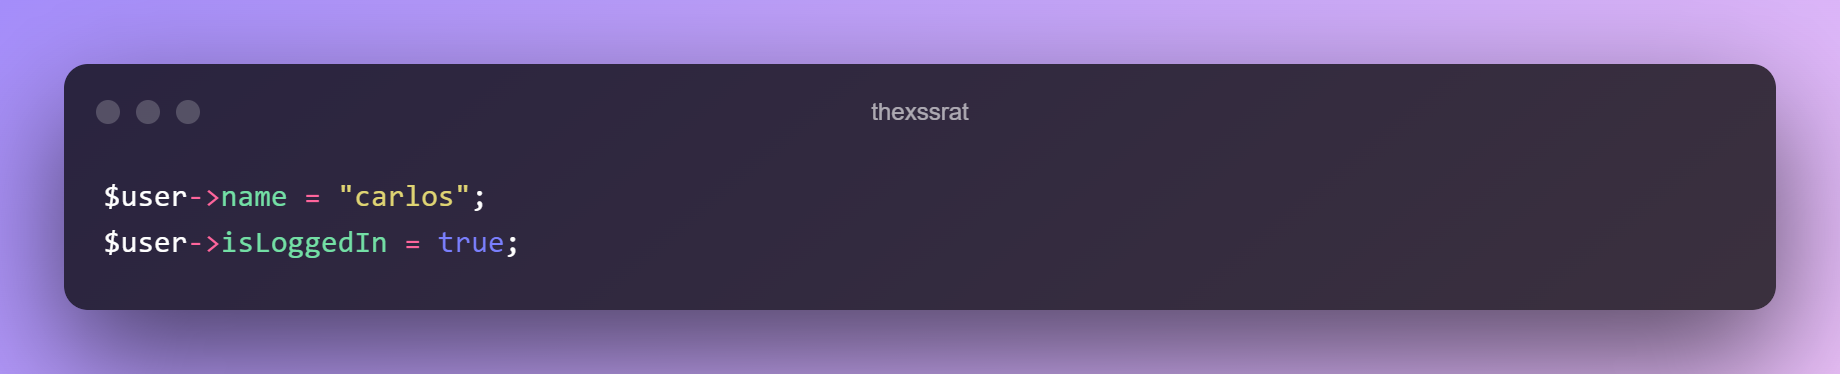 thexssrat
$user->name = "carlos";
$user->isLoggedIn = true;